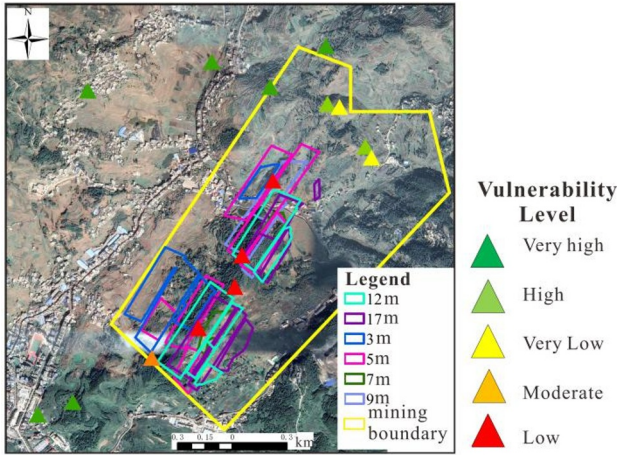 N
Vulnerability
Level
Very high
High
Very Low
Moderate
Low
Legend
12m
17m
3m
5m
7m
9m
mining
boundary
0.3 0.15 0 0.3
km